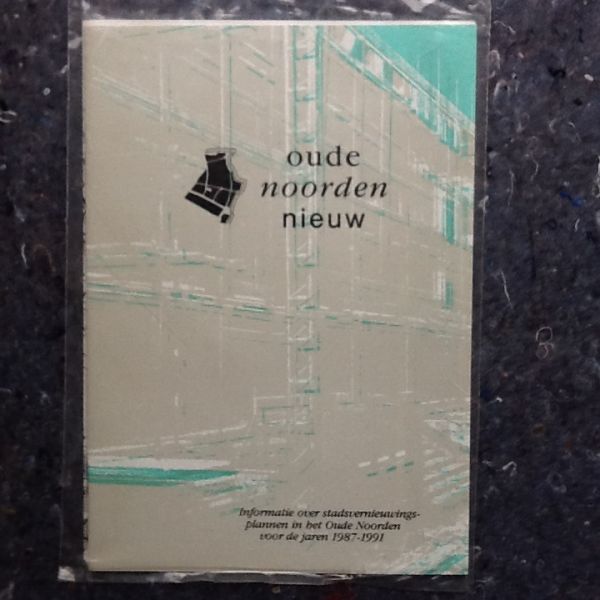 oude
noorden
nieuw
Informatie over stadsvernieuwings-
plannen in het Oude Noorden
voor de jaren 1987-1991